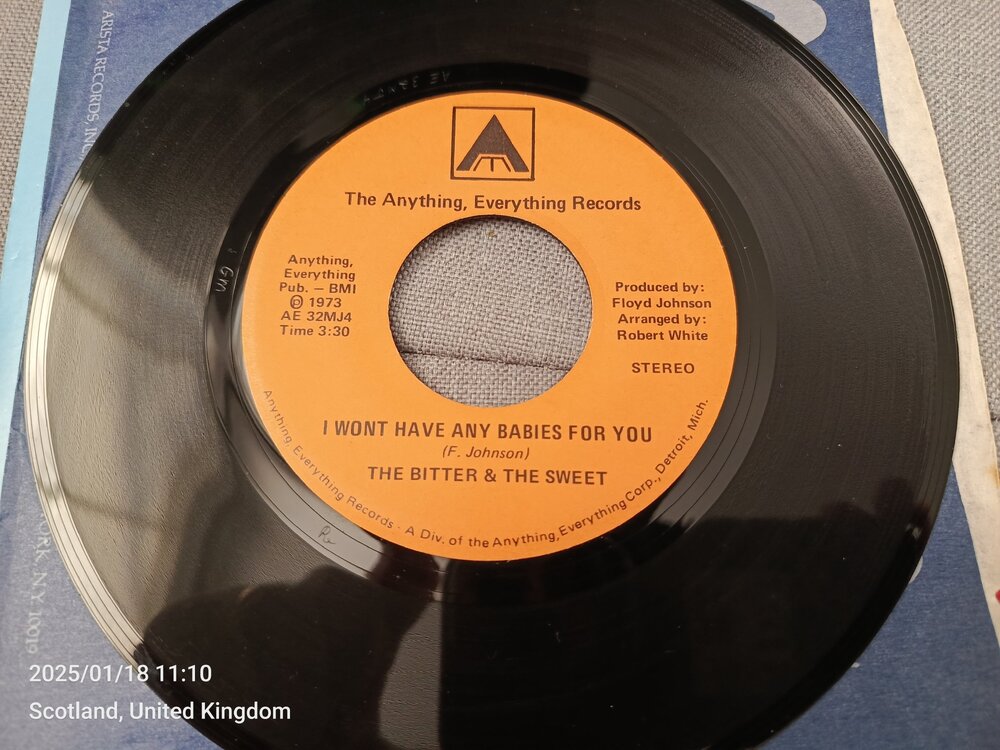 ARISTA RECORDS, INC
The Anything, Everything Records
Anything,
Everything
Pub. — BMI
℗ 1973
AE 32MJ4
Time 3:30
Produced by:
Floyd Johnson
Arranged by:
Robert White
STEREO
I WONT HAVE ANY BABIES FOR YOU
(F. Johnson)
THE BITTER & THE SWEET
Anything, Everything Records · A Div. of the Anything, Everything Corp., Detroit, Mich.
GM
N.Y. 10019
2025/01/18 11:10
Scotland, United Kingdom